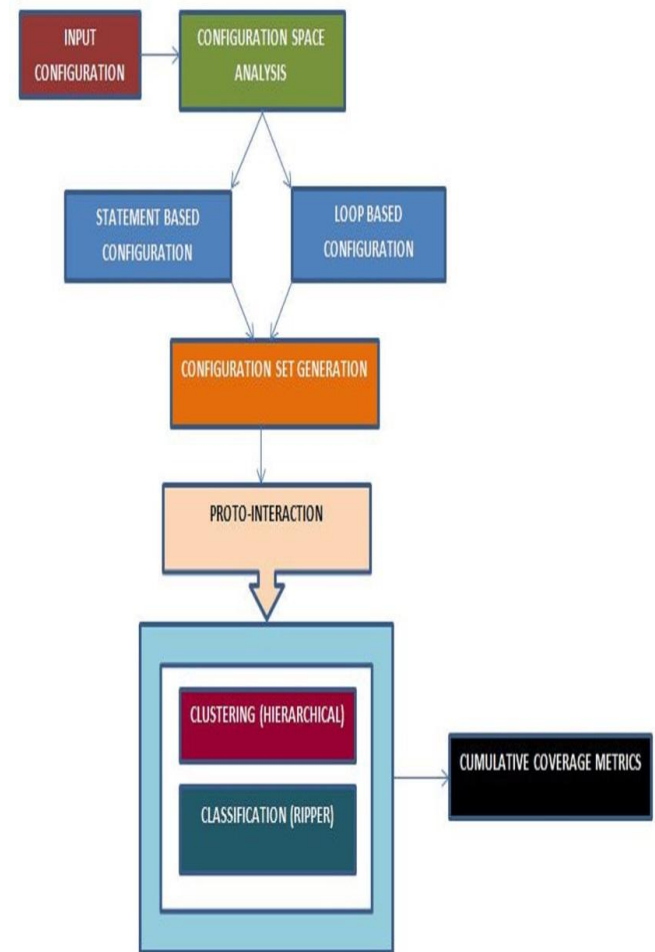 INPUT
CONFIGURATION
CONFIGURATION SPACE
ANALYSIS
STATEMENT BASED
CONFIGURATION
LOOP BASED
CONFIGURATION
CONFIGURATION SET GENERATION
PROTO-INTERACTION
CLUSTERING (HIERARCHICAL)
CLASSIFICATION (RIPPER)
CUMULATIVE COVERAGE METRICS